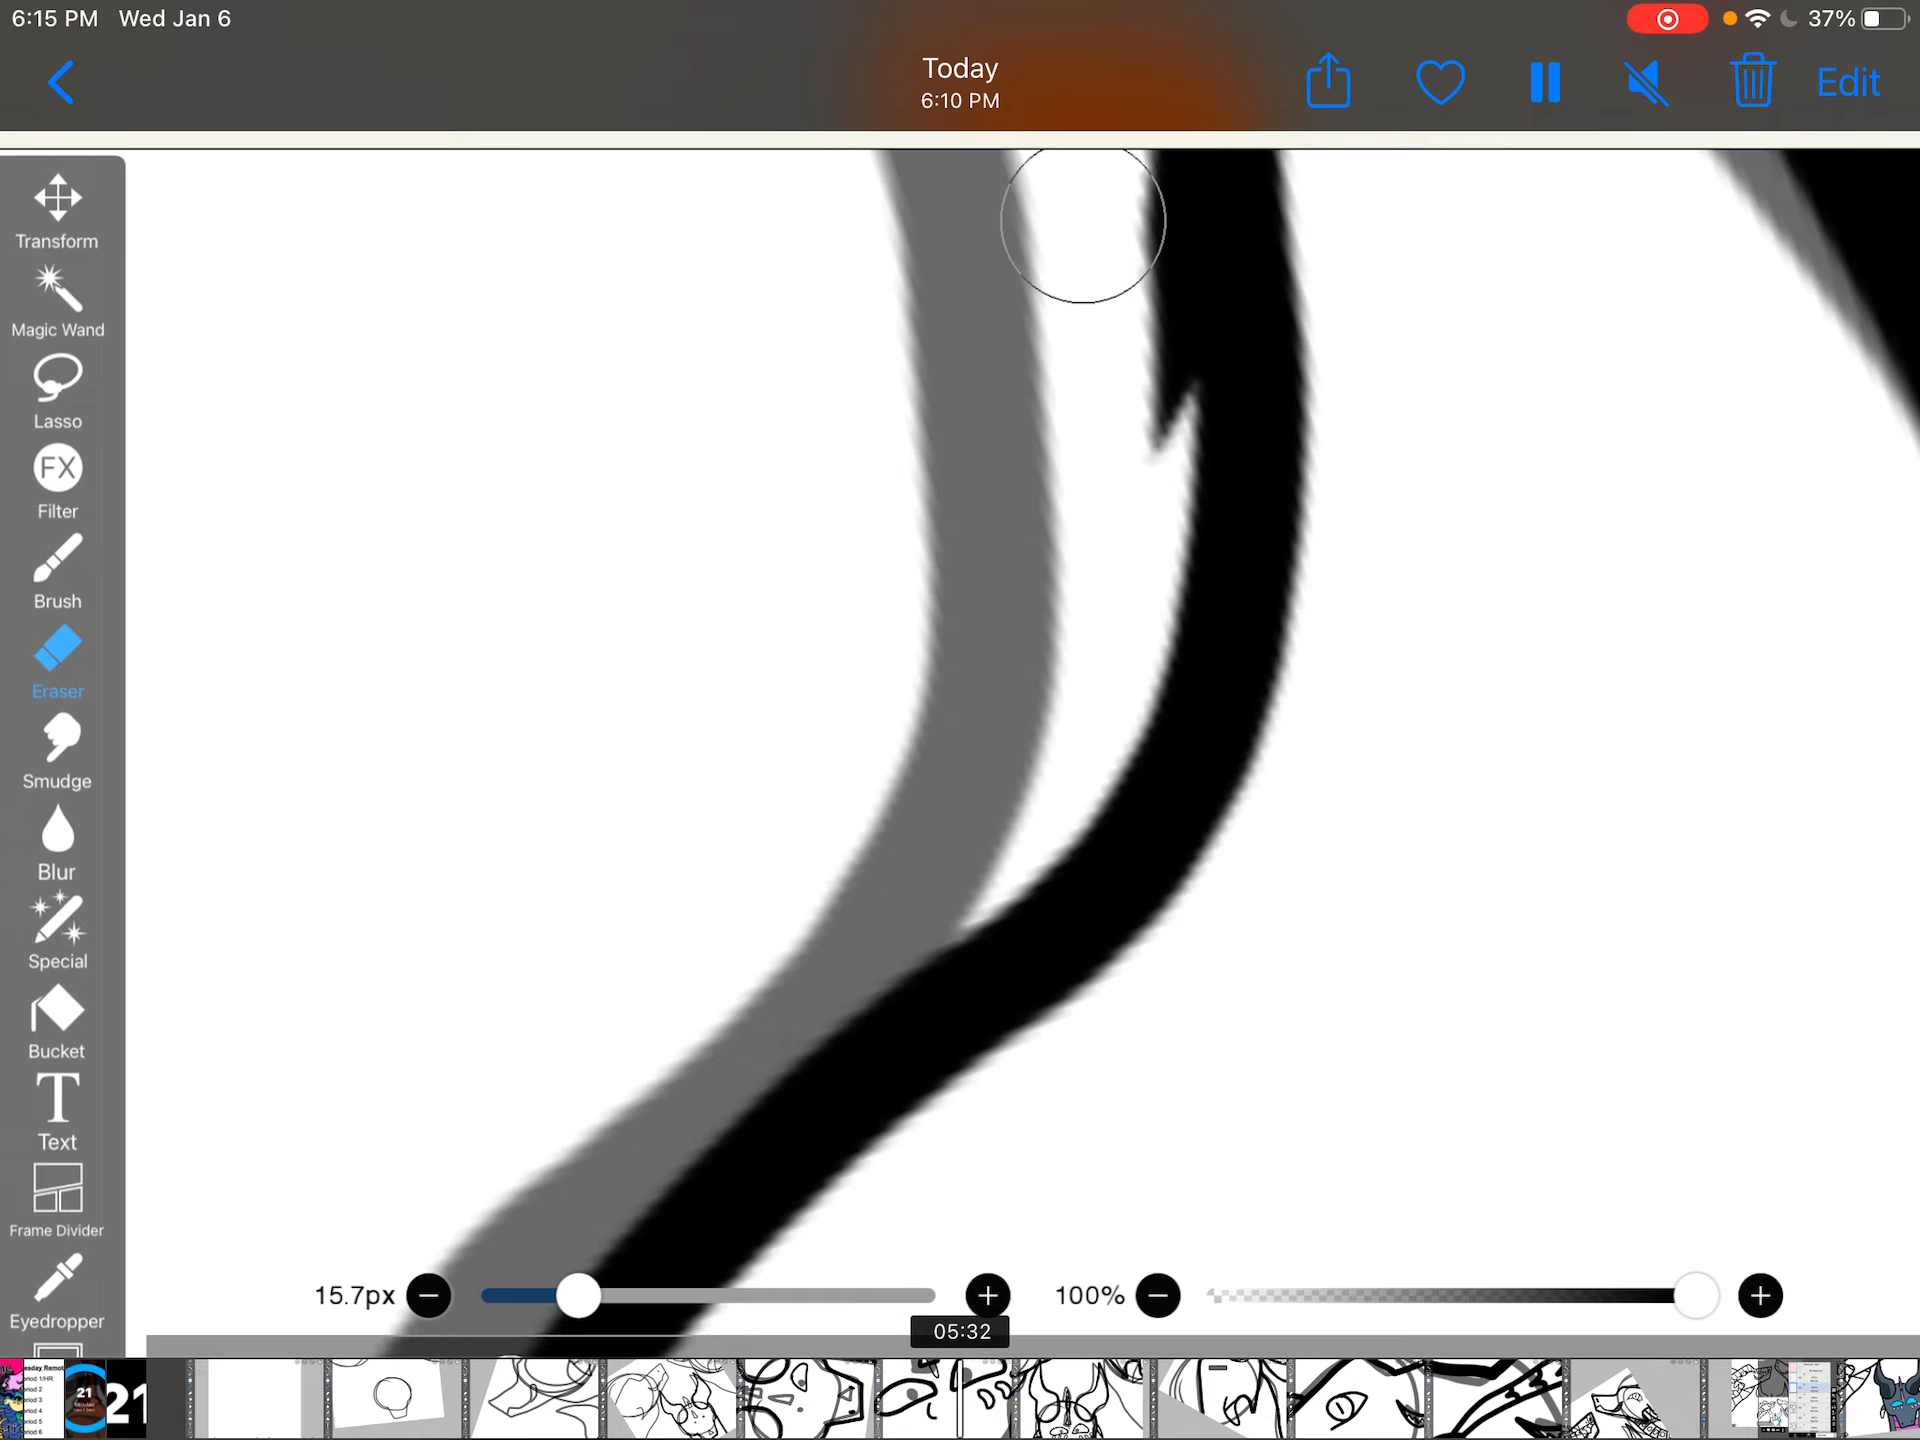 6:15 PM Wed Jan 6
37%
Today
6:10 PM
Edit
Transform
Magic Wand
Lasso
FX
Filter
Brush
Eraser
Smudge
Blur
Special
Bucket
T
Text
Frame Divider
Eyedropper
15.7px
100%
05:32
21
21